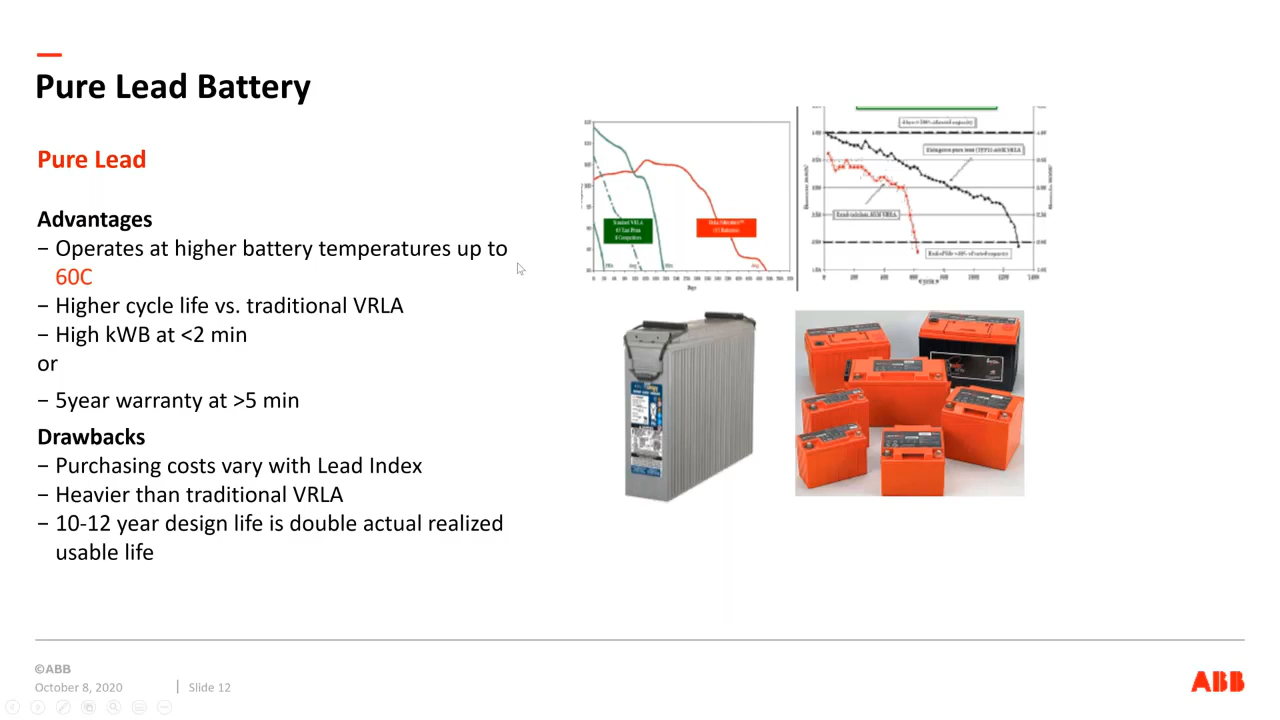 Pure Lead Battery
Pure Lead
Advantages
− Operates at higher battery temperatures up to
60C
− Higher cycle life vs. traditional VRLA
− High kWB at <2 min
or
− 5year warranty at >5 min
Drawbacks
− Purchasing costs vary with Lead Index
− Heavier than traditional VRLA
− 10-12 year design life is double actual realized
usable life
Days
©ABB
October 8, 2020
Slide 12
ABB